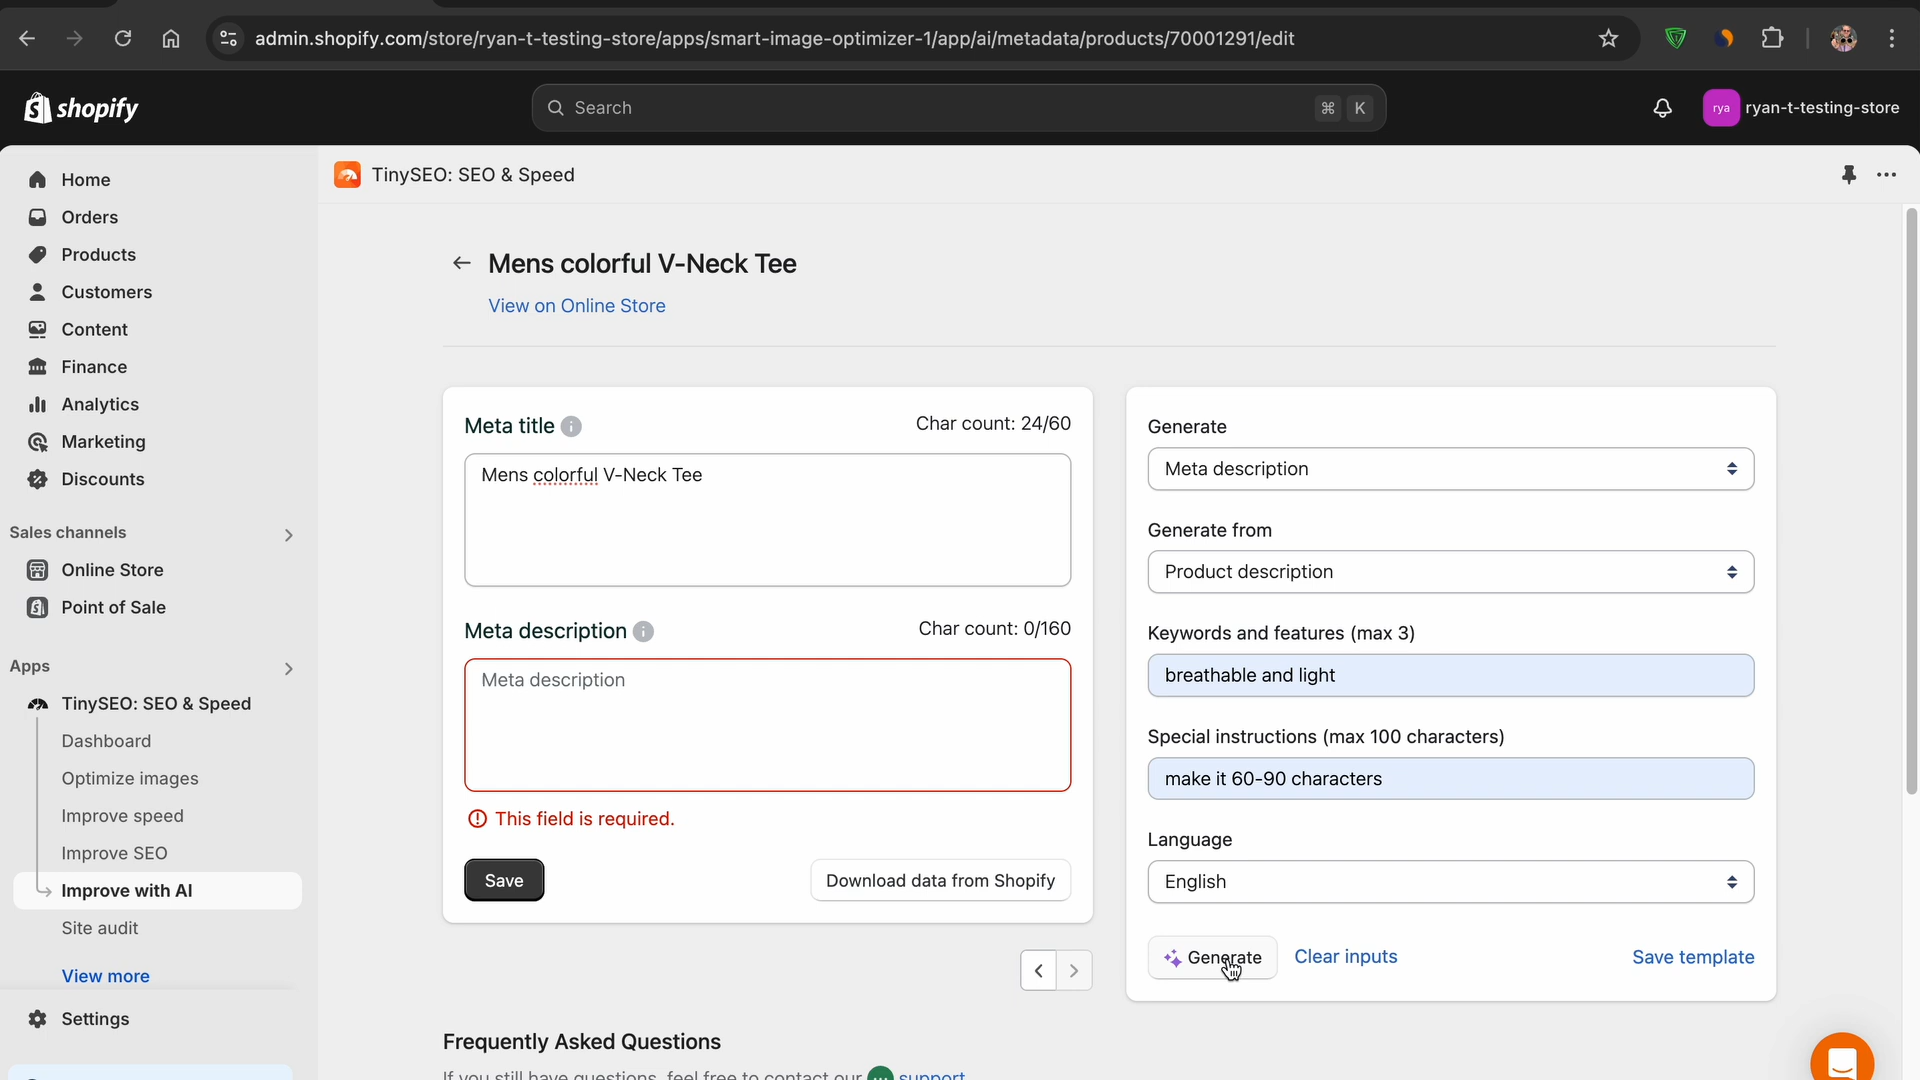 admin.shopify.com/store/ryan-t-testing-store/apps/smart-image-optimizer-1/app/ai/metadata/products/70001291/edit
shopify
Search
⌘ K
rya
ryan-t-testing-store
Home
Orders
Products
Customers
Content
Finance
Analytics
Marketing
Discounts
Sales channels
Online Store
Point of Sale
Apps
TinySEO: SEO & Speed
Dashboard
Optimize images
Improve speed
Improve SEO
Improve with AI
Site audit
View more
Settings
TinySEO: SEO & Speed
Mens colorful V-Neck Tee
View on Online Store
Meta title
Char count: 24/60
Mens colorful V-Neck Tee
Meta description
Char count: 0/160
Meta description
This field is required.
Save
Download data from Shopify
Generate
Meta description
Generate from
Product description
Keywords and features (max 3)
breathable and light
Special instructions (max 100 characters)
make it 60-90 characters
Language
English
Generate
Clear inputs
Save template
Frequently Asked Questions
If you still have questions, feel free to contact our support